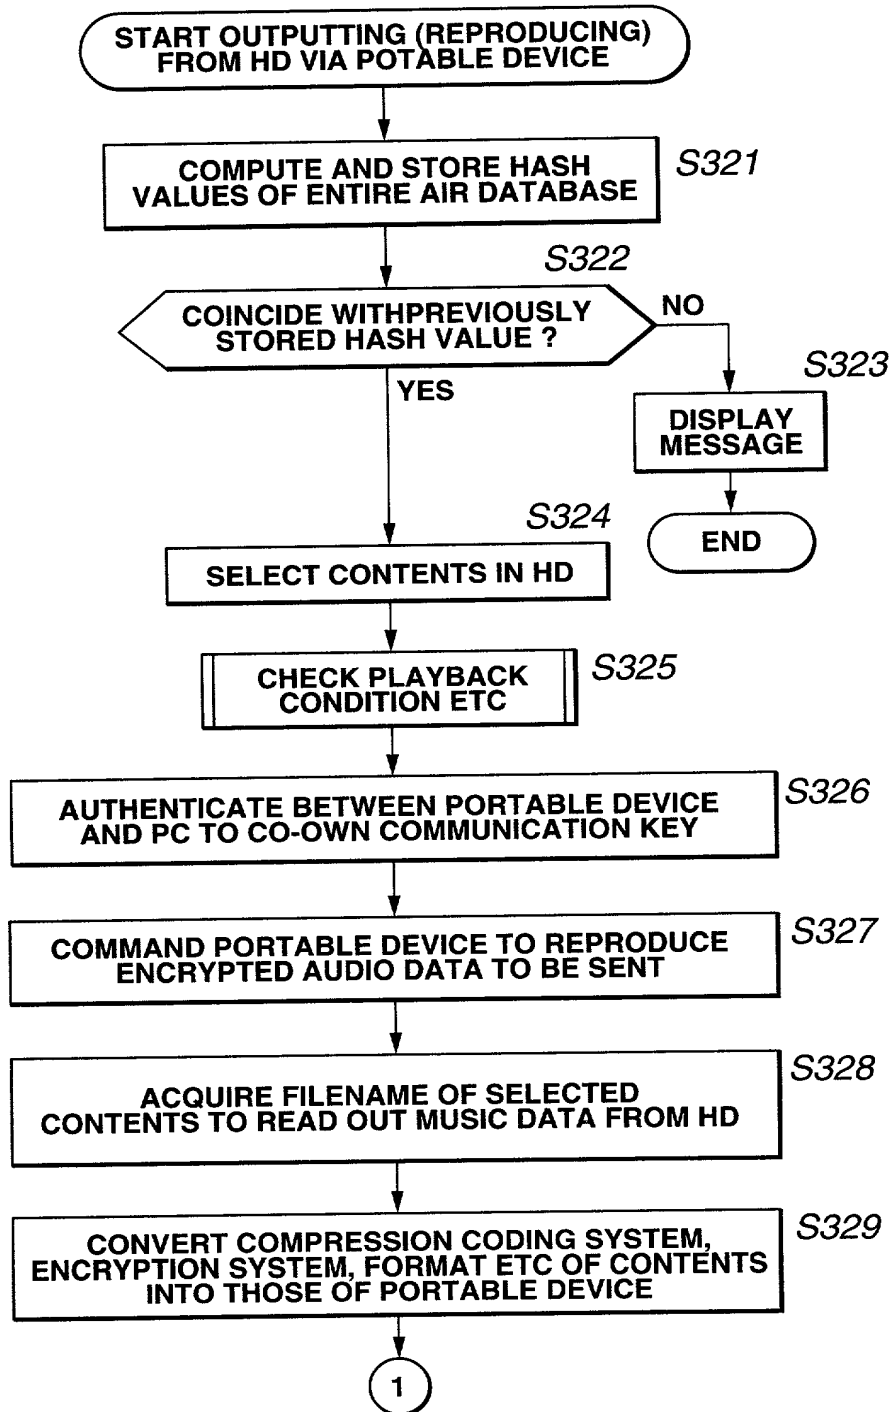 START OUTPUTTING (REPRODUCING)
FROM HD VIA POTABLE DEVICE
COMPUTE AND STORE HASH
VALUES OF ENTIRE AIR DATABASE
S321
S322
COINCIDE WITHPREVIOUSLY
STORED HASH VALUE ?
NO
YES
S323
DISPLAY
MESSAGE
END
S324
SELECT CONTENTS IN HD
CHECK PLAYBACK
CONDITION ETC
S325
AUTHENTICATE BETWEEN PORTABLE DEVICE
AND PC TO CO-OWN COMMUNICATION KEY
S326
COMMAND PORTABLE DEVICE TO REPRODUCE
ENCRYPTED AUDIO DATA TO BE SENT
S327
ACQUIRE FILENAME OF SELECTED
CONTENTS TO READ OUT MUSIC DATA FROM HD
S328
CONVERT COMPRESSION CODING SYSTEM,
ENCRYPTION SYSTEM, FORMAT ETC OF CONTENTS
INTO THOSE OF PORTABLE DEVICE
S329
1